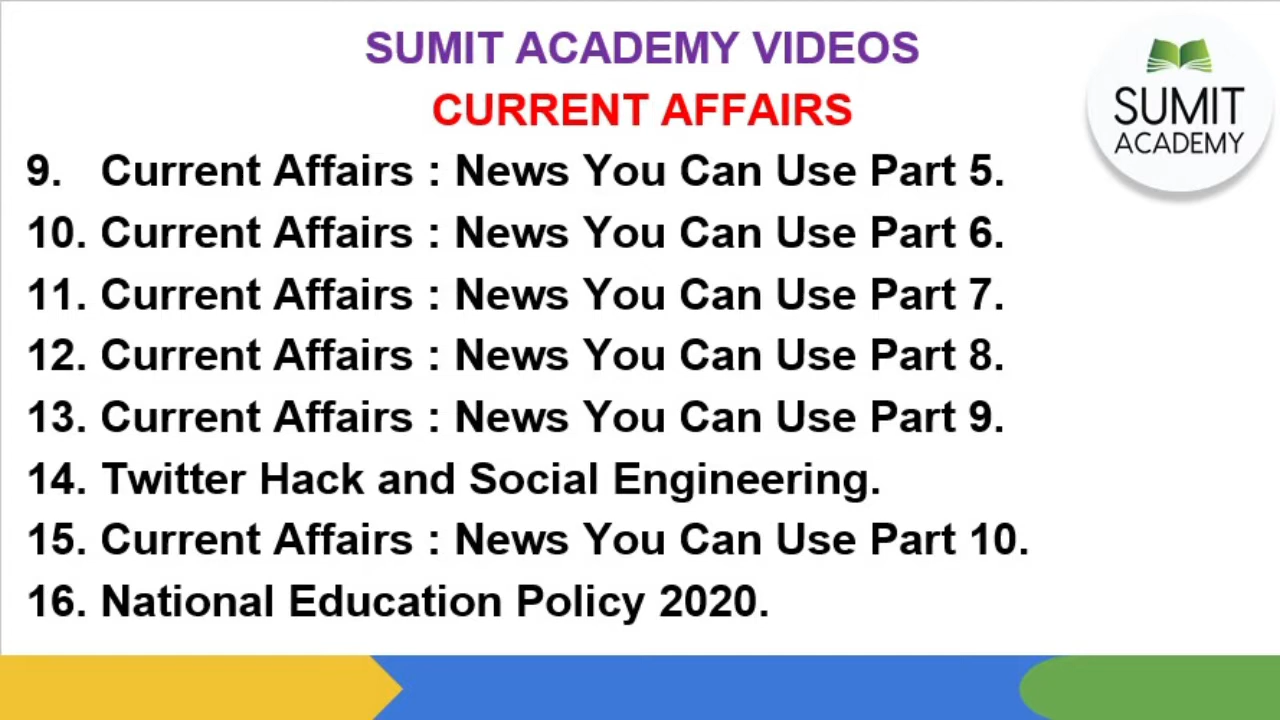 SUMIT ACADEMY VIDEOS
CURRENT AFFAIRS
SUMIT
ACADEMY
9. Current Affairs : News You Can Use Part 5.
10. Current Affairs : News You Can Use Part 6.
11. Current Affairs : News You Can Use Part 7.
12. Current Affairs : News You Can Use Part 8.
13. Current Affairs : News You Can Use Part 9.
14. Twitter Hack and Social Engineering.
15. Current Affairs : News You Can Use Part 10.
16. National Education Policy 2020.